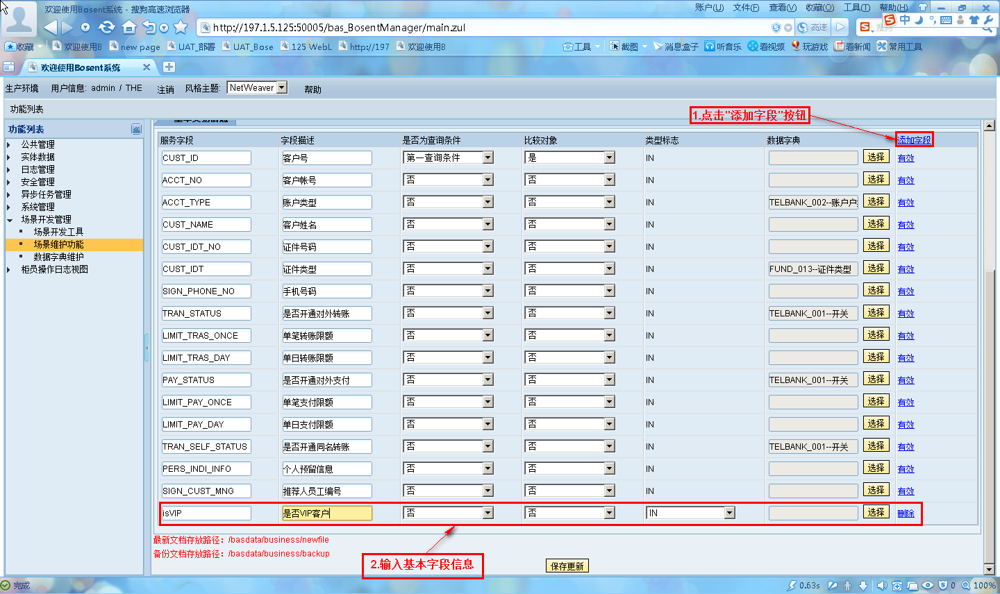 欢迎使用Bosent系统 - 搜狗高速浏览器
账户(U) 文件(F) 查看(V) 收藏(O) 工具(T) 帮助(H)
http://197.1.5.125:50005/bas_BosentManager/main.zul
高速
中
收藏 欢迎使用B new page UAT_部署 UAT_Bose 125 WebL http://197 欢迎使用B 工具 截图 消息盒子 听音乐 看视频 玩游戏 看新闻 常用工具
欢迎使用Bosent系统
生产环境 用户信息: admin / THE 注销 风格主题: NetWeaver 帮助
功能列表
功能列表
公共管理
实体数据
日志管理
安全管理
异步任务管理
系统管理
场景开发管理
场景开发工具
场景维护功能
数据字典维护
柜员操作日志视图
1.点击"添加字段"按钮
服务字段 字段描述 是否为查询条件 比较对象 类型标志 数据字典 添加字段
CUST_ID 客户号 第一查询条件 是 IN 选择 有效
ACCT_NO 客户帐号 否 否 IN 选择 有效
ACCT_TYPE 账户类型 否 否 IN TELBANK_002--账户户 选择 有效
CUST_NAME 客户姓名 否 否 IN 选择 有效
CUST_IDT_NO 证件号码 否 否 IN 选择 有效
CUST_IDT 证件类型 否 否 IN FUND_013--证件类型 选择 有效
SIGN_PHONE_NO 手机号码 否 否 IN 选择 有效
TRAN_STATUS 是否开通对外转账 否 否 IN TELBANK_001--开关 选择 有效
LIMIT_TRAS_ONCE 单笔转账限额 否 否 IN 选择 有效
LIMIT_TRAS_DAY 单日转账限额 否 否 IN 选择 有效
PAY_STATUS 是否开通对外支付 否 否 IN TELBANK_001--开关 选择 有效
LIMIT_PAY_ONCE 单笔支付限额 否 否 IN 选择 有效
LIMIT_PAY_DAY 单日支付限额 否 否 IN 选择 有效
TRAN_SELF_STATUS 是否开通同名转账 否 否 IN TELBANK_001--开关 选择 有效
PERS_INDI_INFO 个人预留信息 否 否 IN 选择 有效
SIGN_CUST_MNG 推荐人员工编号 否 否 IN 选择 有效
isVIP 是否VIP客户 否 否 IN 选择 删除
最新文档存放路径: /basdata/business/newfile
备份文档存放路径: /basdata/business/backup
2.输入基本字段信息
保存更新
完成 0.63s 0 100%